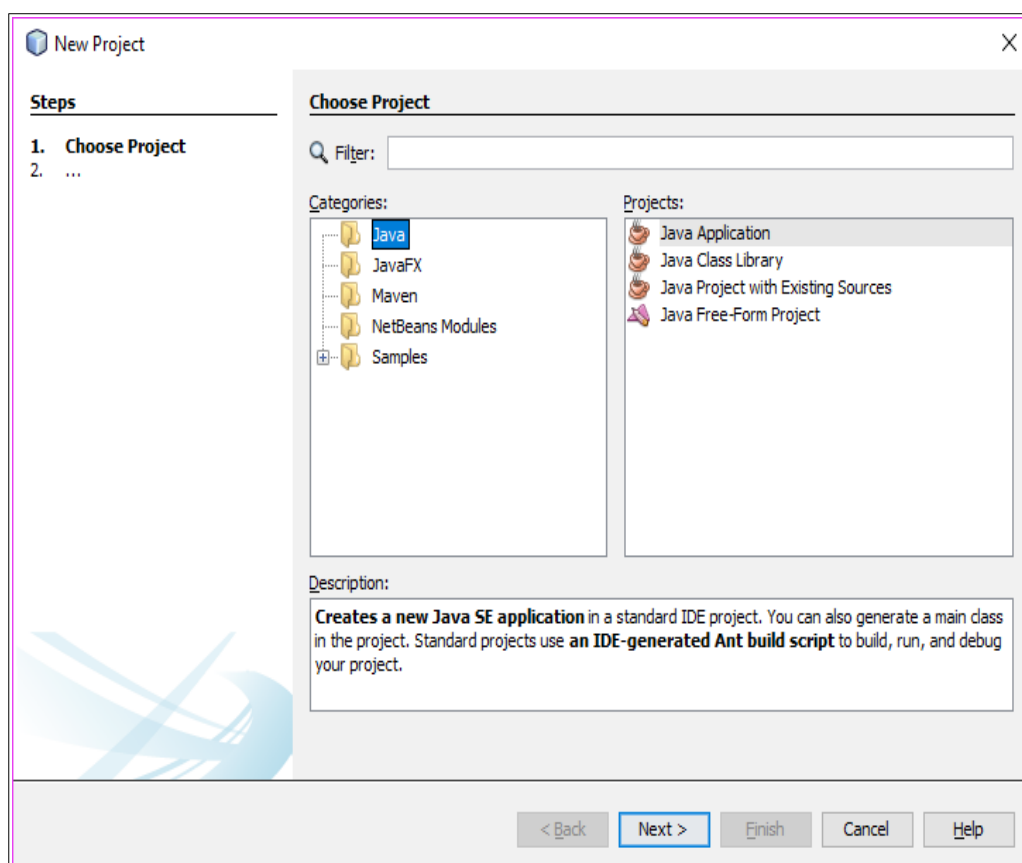 New Project
Steps
1. Choose Project
2. ...
Choose Project
Filter:
Categories:
Java
JavaFX
Maven
NetBeans Modules
Samples
Projects:
Java Application
Java Class Library
Java Project with Existing Sources
Java Free-Form Project
Description:
Creates a new Java SE application in a standard IDE project. You can also generate a main class
in the project. Standard projects use an IDE-generated Ant build script to build, run, and debug
your project.
< Back Next > Finish Cancel Help